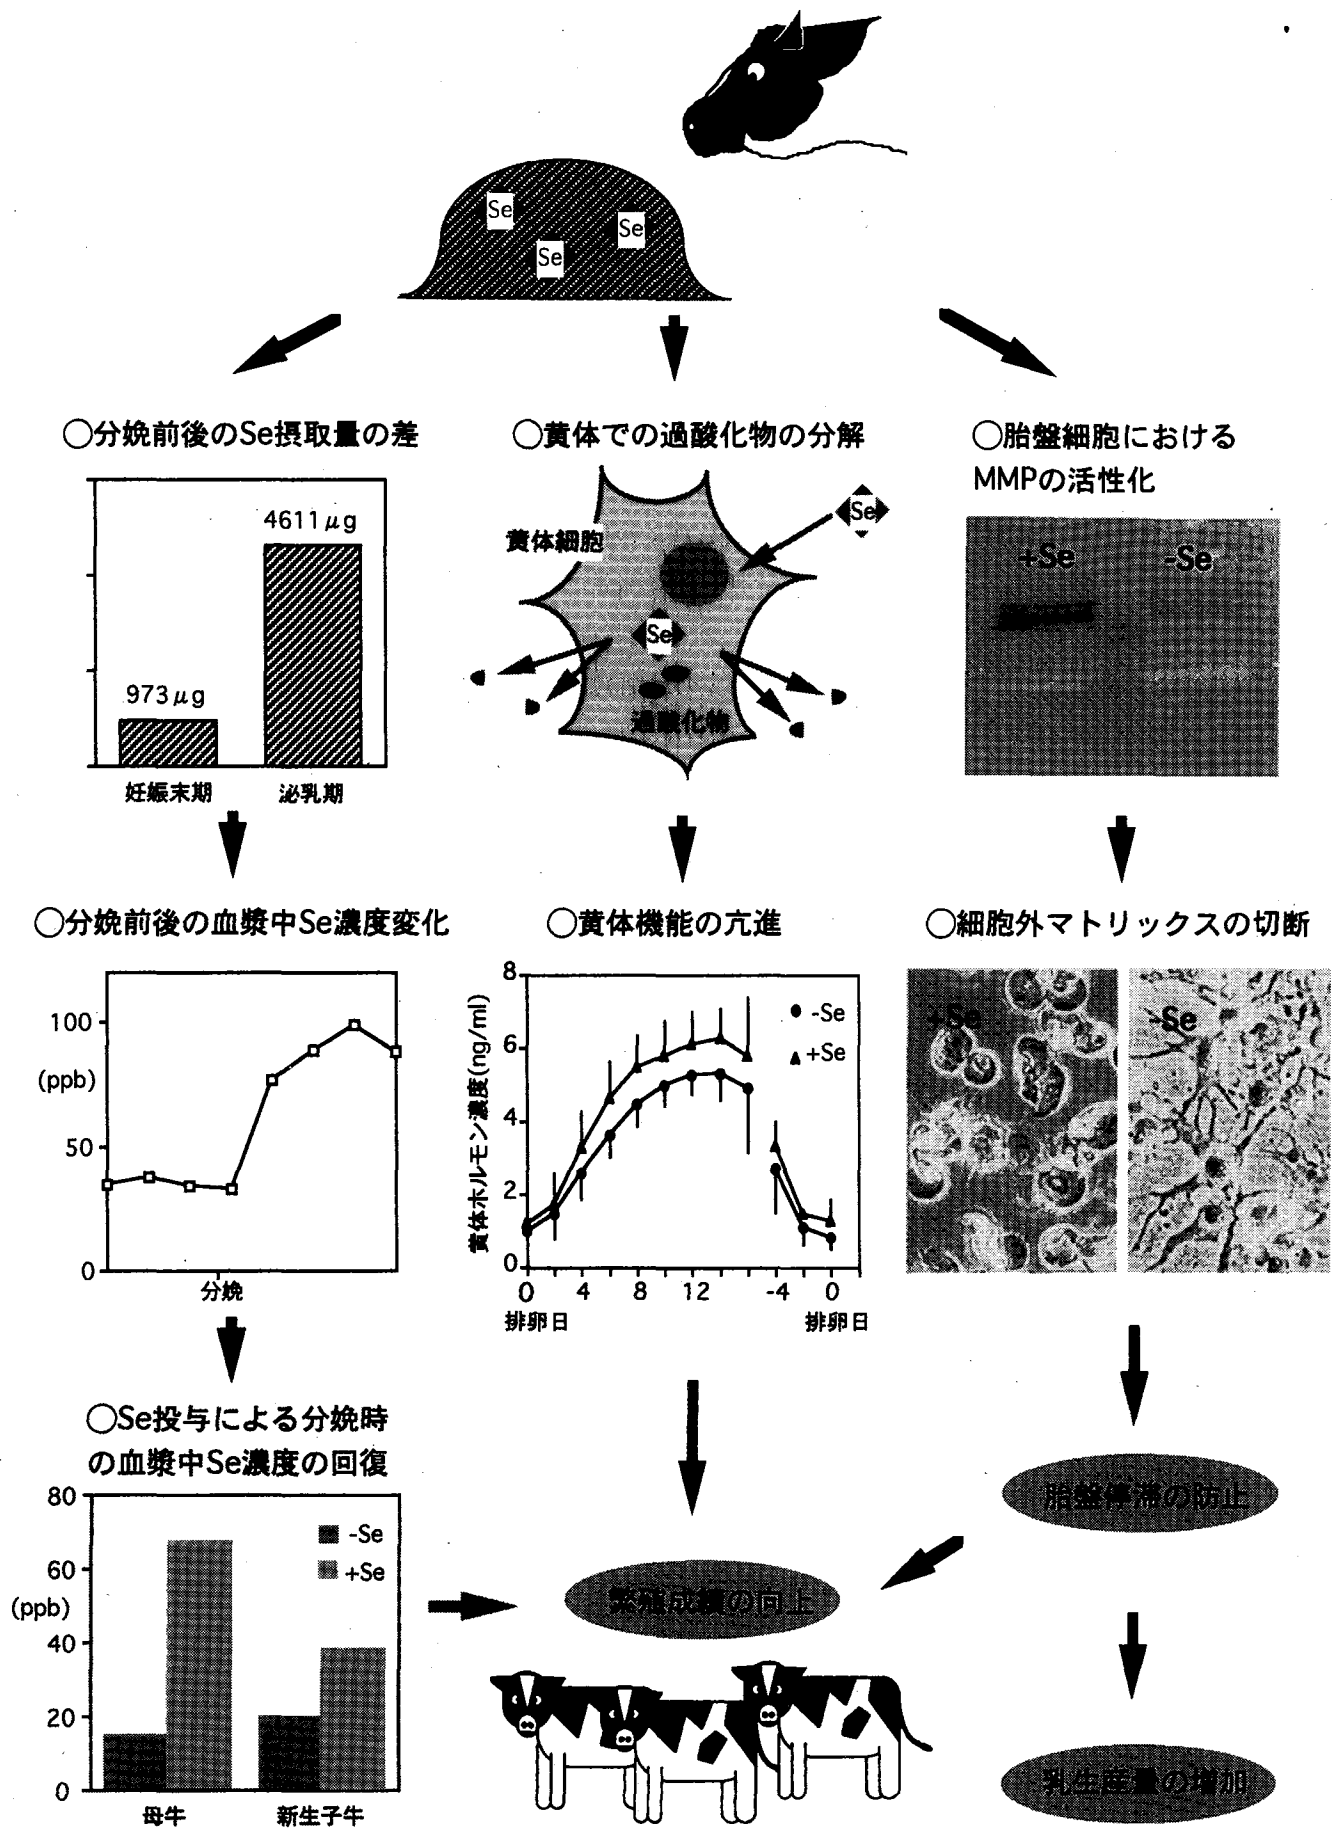 Se
Se
Se
○分娩前後のSe摂取量の差
4611μg
973μg
妊娠末期
泌乳期
○黄体での過酸化物の分解
黄体細胞
Se
Se
過酸化物
○胎盤細胞における
MMPの活性化
+Se
-Se
○分娩前後の血漿中Se濃度変化
100
(ppb)
50
0
分娩
○黄体機能の亢進
黄体ホルモン濃度(ng/ml)
8
6
4
2
0
-Se
+Se
0 4 8 12 -4 0
排卵日
排卵日
○細胞外マトリックスの切断
+Se
-Se
○Se投与による分娩時
の血漿中Se濃度の回復
80
60
(ppb)
40
20
0
-Se
+Se
母牛
新生子牛
繁殖成績の向上
胎盤停滞の防止
乳生産量の増加